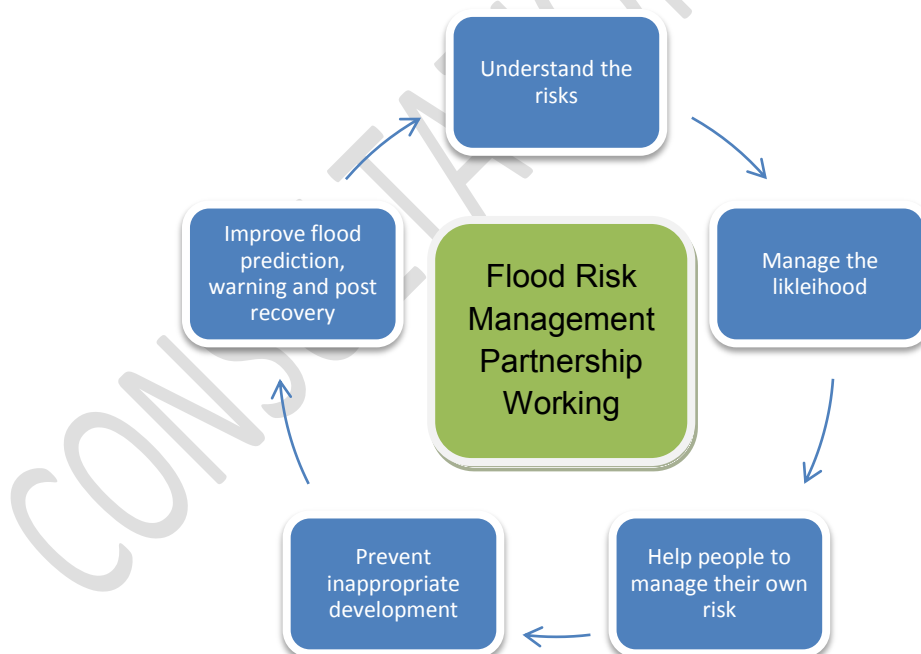 Understand the
risks
Manage the
likleihood
Help people to
manage their own
risk
Prevent
inappropriate
development
Improve flood
prediction,
warning and post
recovery
Flood Risk
Management
Partnership
Working